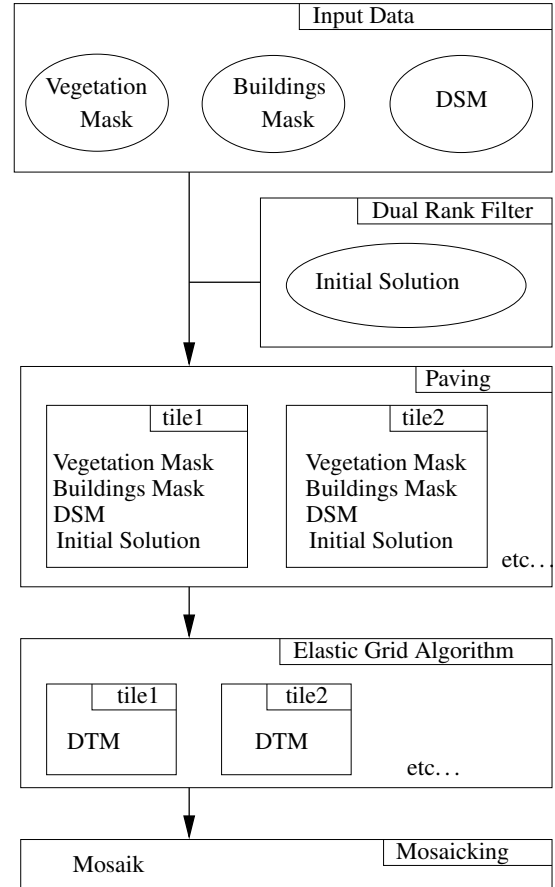 Input Data
Vegetation
Mask
Buildings
Mask
DSM
Dual Rank Filter
Initial Solution
Paving
tile1
Vegetation Mask
Buildings Mask
DSM
Initial Solution
tile2
Vegetation Mask
Buildings Mask
DSM
Initial Solution
etc...
Elastic Grid Algorithm
tile1
DTM
tile2
DTM
etc...
Mosaicking
Mosaik